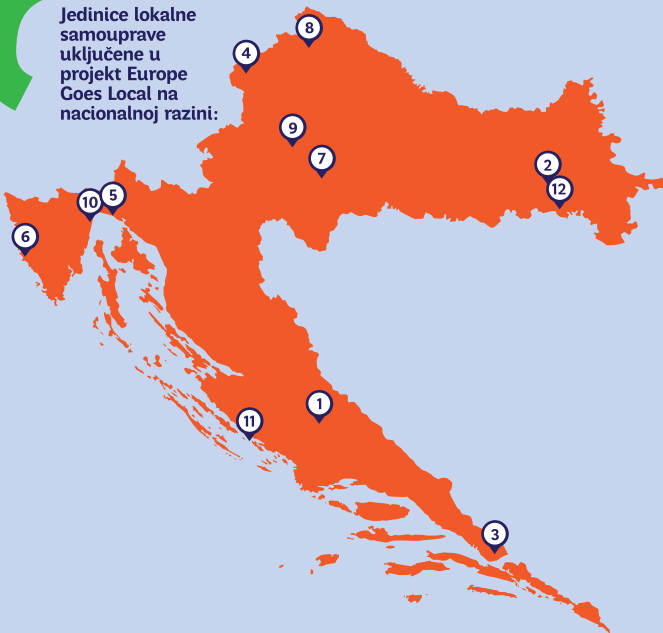 Jedinice lokalne
samouprave
uključene u
projekt Europe
Goes Local na
nacionalnoj razini:
8
4
9
7
2
12
5
10
6
1
11
3